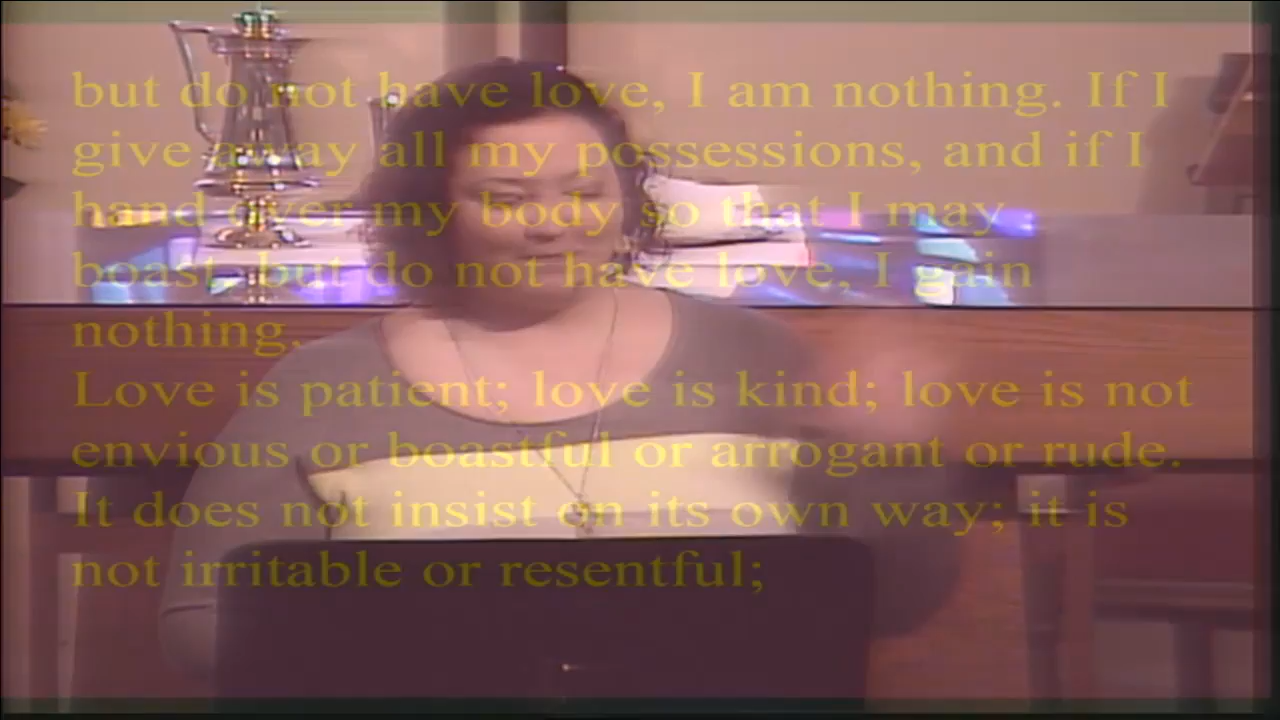 but do not have love, I am nothing. If I
give away all my possessions, and if I
hand over my body so that I may
boast, but do not have love, I gain
nothing.
Love is patient; love is kind; love is not
envious or boastful or arrogant or rude.
It does not insist on its own way; it is
not irritable or resentful;